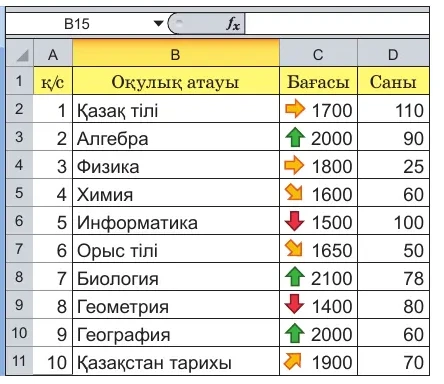 B15 fx
A B C D
1 қ/с Оқулық атауы Бағасы Саны
2 1 Қазақ тілі 1700 110
3 2 Алгебра 2000 90
4 3 Физика 1800 25
5 4 Химия 1600 60
6 5 Информатика 1500 100
7 6 Орыс тілі 1650 50
8 7 Биология 2100 78
9 8 Геометрия 1400 80
10 9 География 2000 60
11 10 Қазақстан тарихы 1900 70